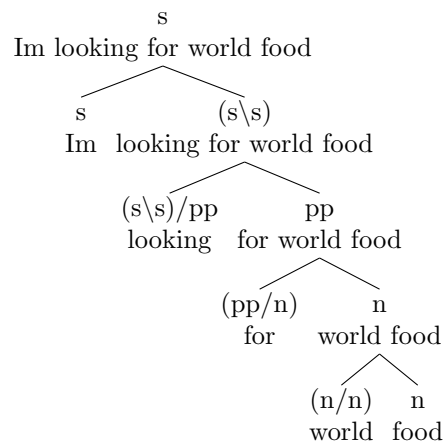 s
Im looking for world food
s (s\s)
Im looking for world food
(s\s)/pp pp
looking for world food
(pp/n) n
for world food
(n/n) n
world food